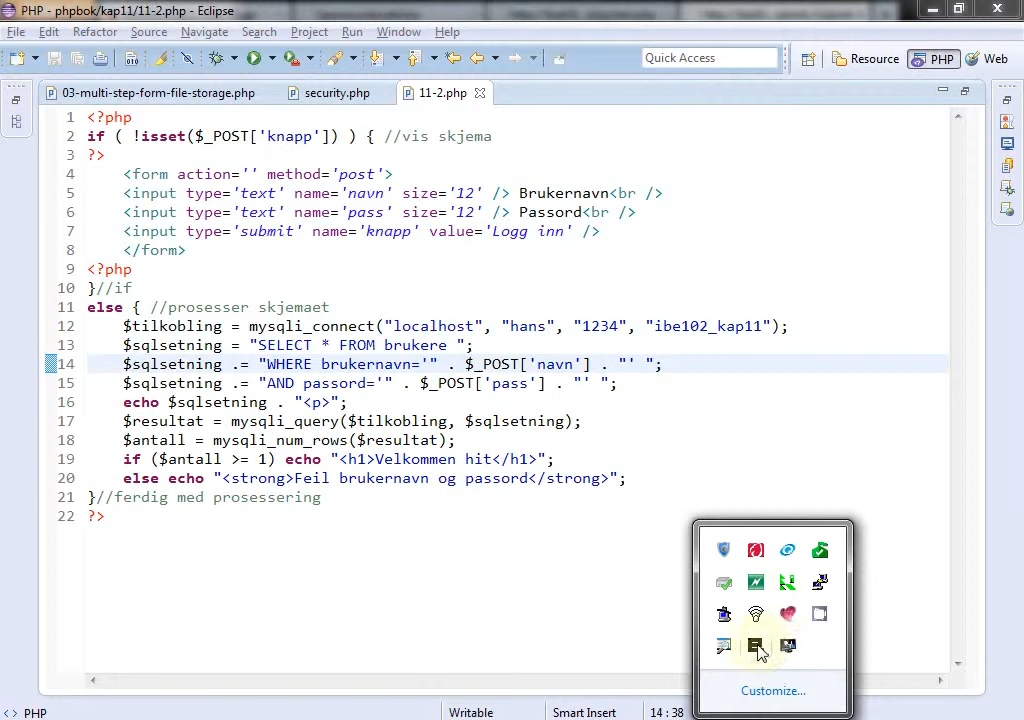 PHP - phpbok/kap11/11-2.php - Eclipse
File Edit Refactor Source Navigate Search Project Run Window Help
Quick Access Resource PHP Web
03-multi-step-form-file-storage.php security.php 11-2.php
1 <?php
2 if ( !isset($_POST['knapp']) ) { //vis skjema
3 ?>
4 <form action='' method='post'>
5 <input type='text' name='navn' size='12' /> Brukernavn<br />
6 <input type='text' name='pass' size='12' /> Passord<br />
7 <input type='submit' name='knapp' value='Logg inn' />
8 </form>
9 <?php
10 }//if
11 else { //prosesser skjemaet
12 $tilkobling = mysqli_connect("localhost", "hans", "1234", "ibe102_kap11");
13 $sqlsetning = "SELECT * FROM brukere ";
14 $sqlsetning .= "WHERE brukernavn='" . $_POST['navn'] . "' ";
15 $sqlsetning .= "AND passord='" . $_POST['pass'] . "' ";
16 echo $sqlsetning . "<p>";
17 $resultat = mysqli_query($tilkobling, $sqlsetning);
18 $antall = mysqli_num_rows($resultat);
19 if ($antall >= 1) echo "<h1>Velkommen hit</h1>";
20 else echo "<strong>Feil brukernavn og passord</strong>";
21 }//ferdig med prosessering
22 ?>
Customize...
PHP Writable Smart Insert 14 : 38